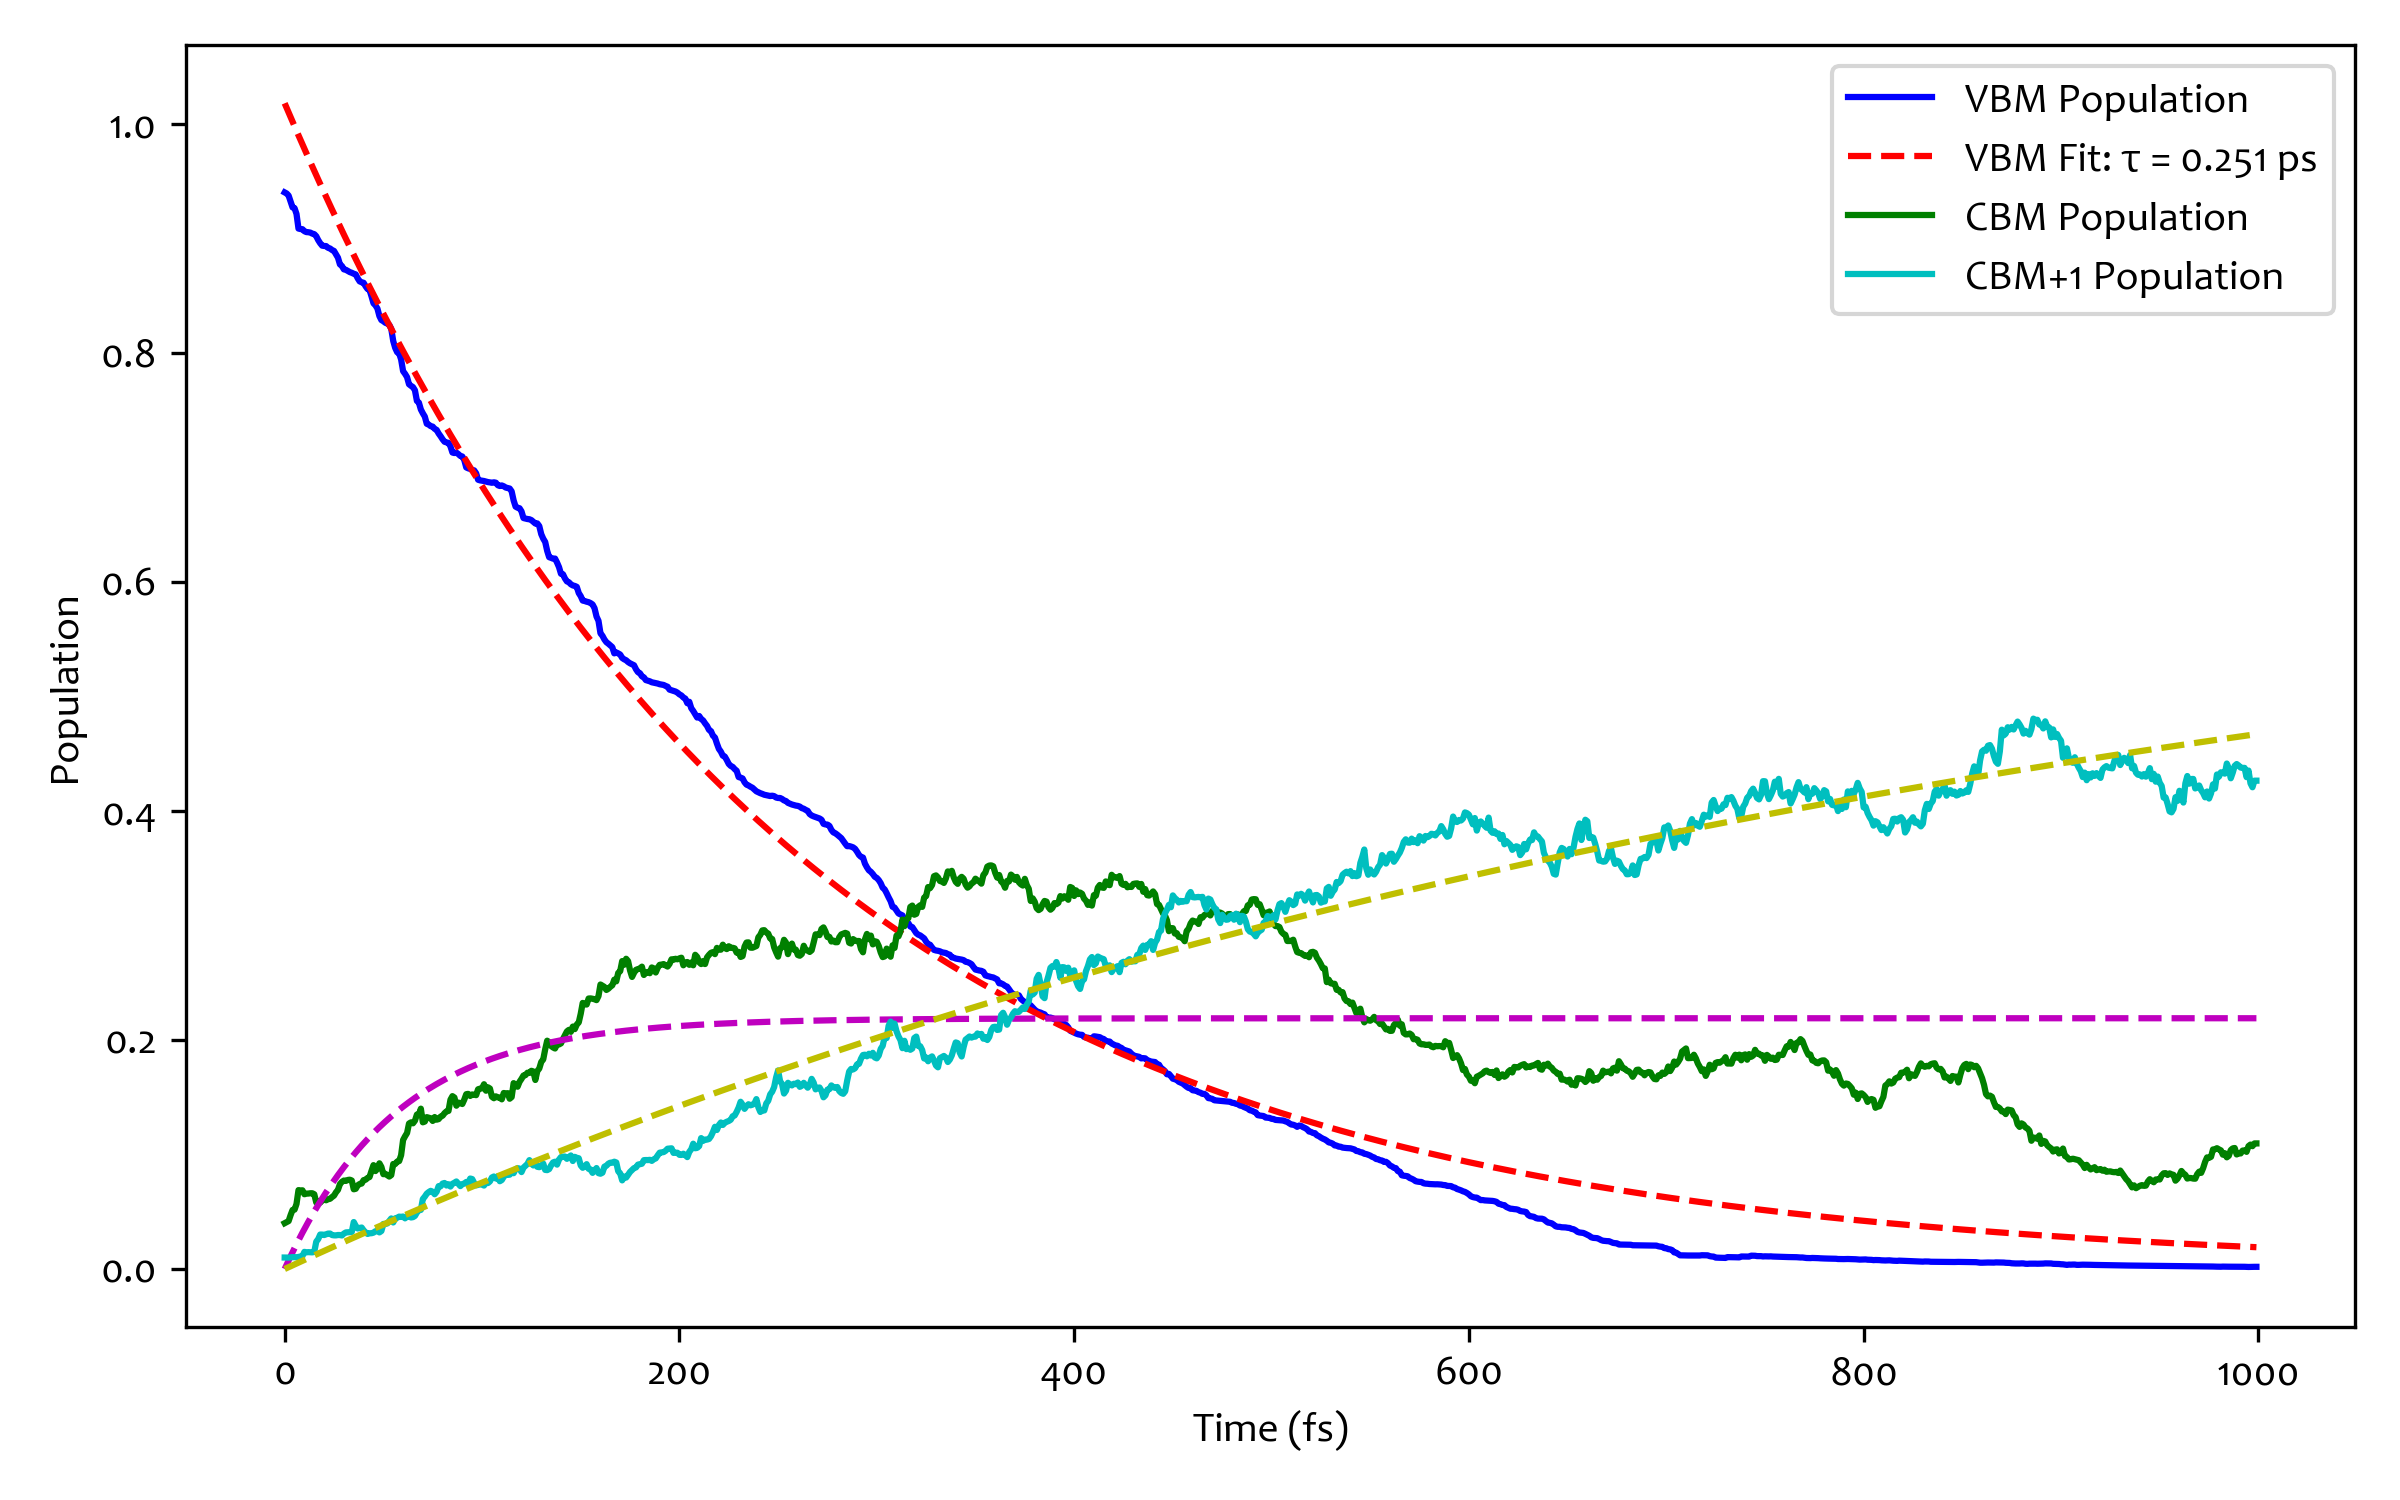 VBM Population
VBM Fit: τ = 0.251 ps
CBM Population
CBM+1 Population
Population
1.0
0.8
0.6
0.4
0.2
0.0
0 200 400 600 800 1000
Time (fs)